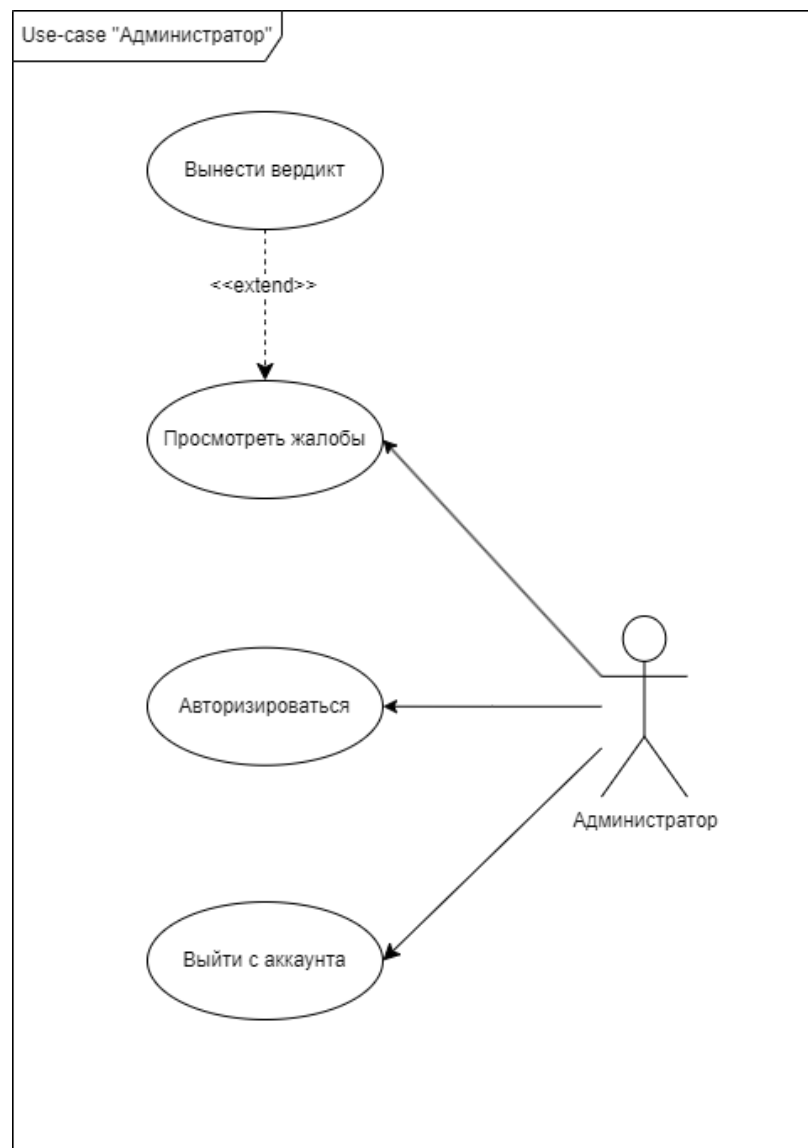 Use-case "Администратор"
Вынести вердикт
<<extend>>
Просмотреть жалобы
Авторизироваться
Администратор
Выйти с аккаунта